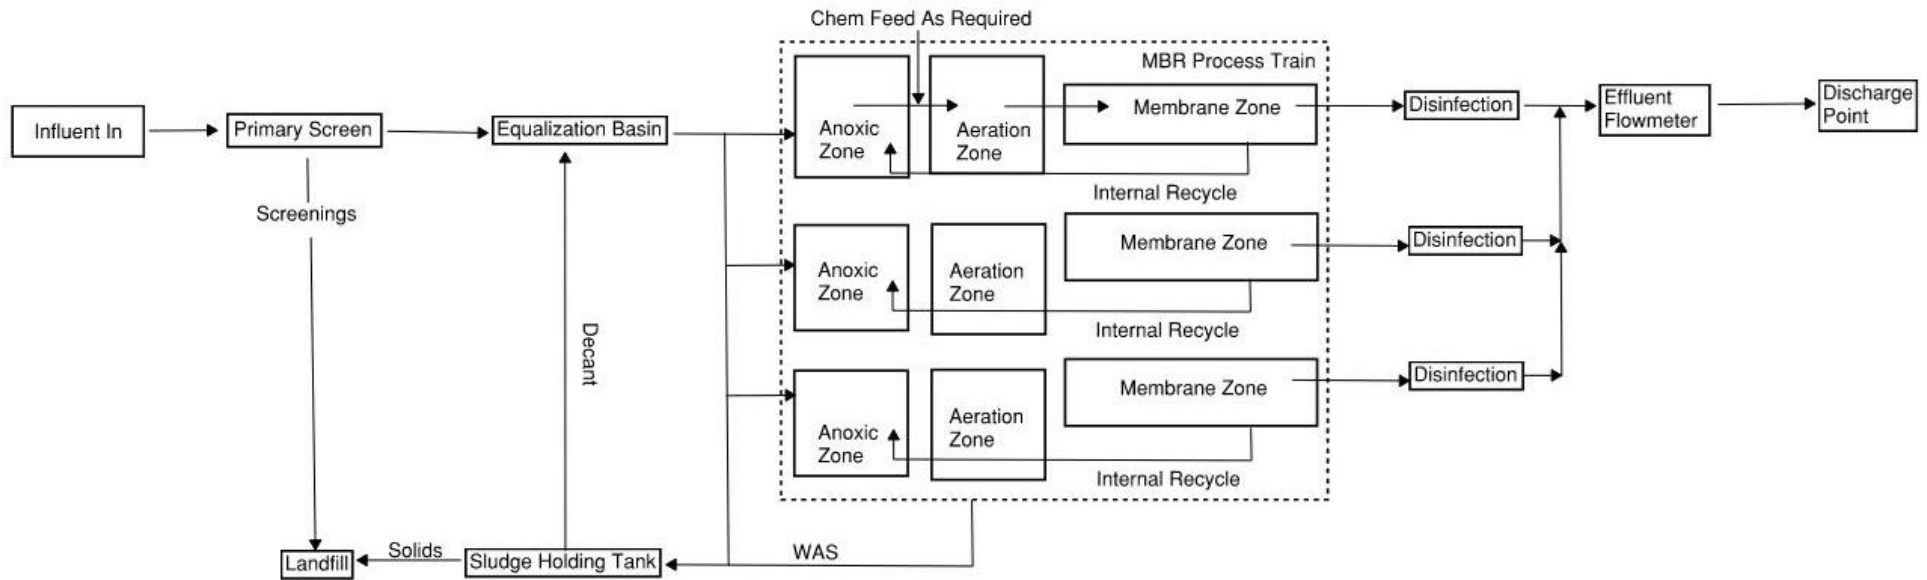 Chem Feed As Required
MBR Process Train
Influent In
Primary Screen
Equalization Basin
Anoxic
Zone
Aeration
Zone
Membrane Zone
Internal Recycle
Disinfection
Effluent
Flowmeter
Discharge
Point
Screenings
Anoxic
Zone
Aeration
Zone
Membrane Zone
Internal Recycle
Disinfection
Decant
Anoxic
Zone
Aeration
Zone
Membrane Zone
Internal Recycle
Disinfection
Landfill
Solids
Sludge Holding Tank
WAS